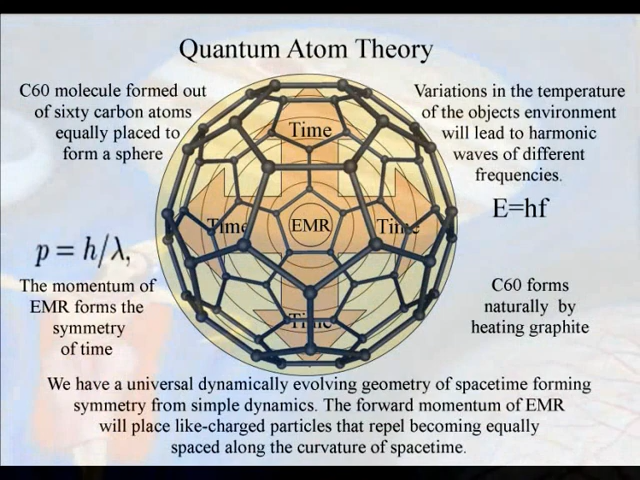 Quantum Atom Theory
C60 molecule formed out
of sixty carbon atoms
equally placed to
form a sphere
Variations in the temperature
of the objects environment
will lead to harmonic
waves of different
frequencies.
E=hf
Time
Time
EMR
Time
Time
p = h/λ,
The momentum of
EMR forms the
symmetry
of time
C60 forms
naturally by
heating graphite
We have a universal dynamically evolving geometry of spacetime forming
symmetry from simple dynamics. The forward momentum of EMR
will place like-charged particles that repel becoming equally
spaced along the curvature of spacetime.